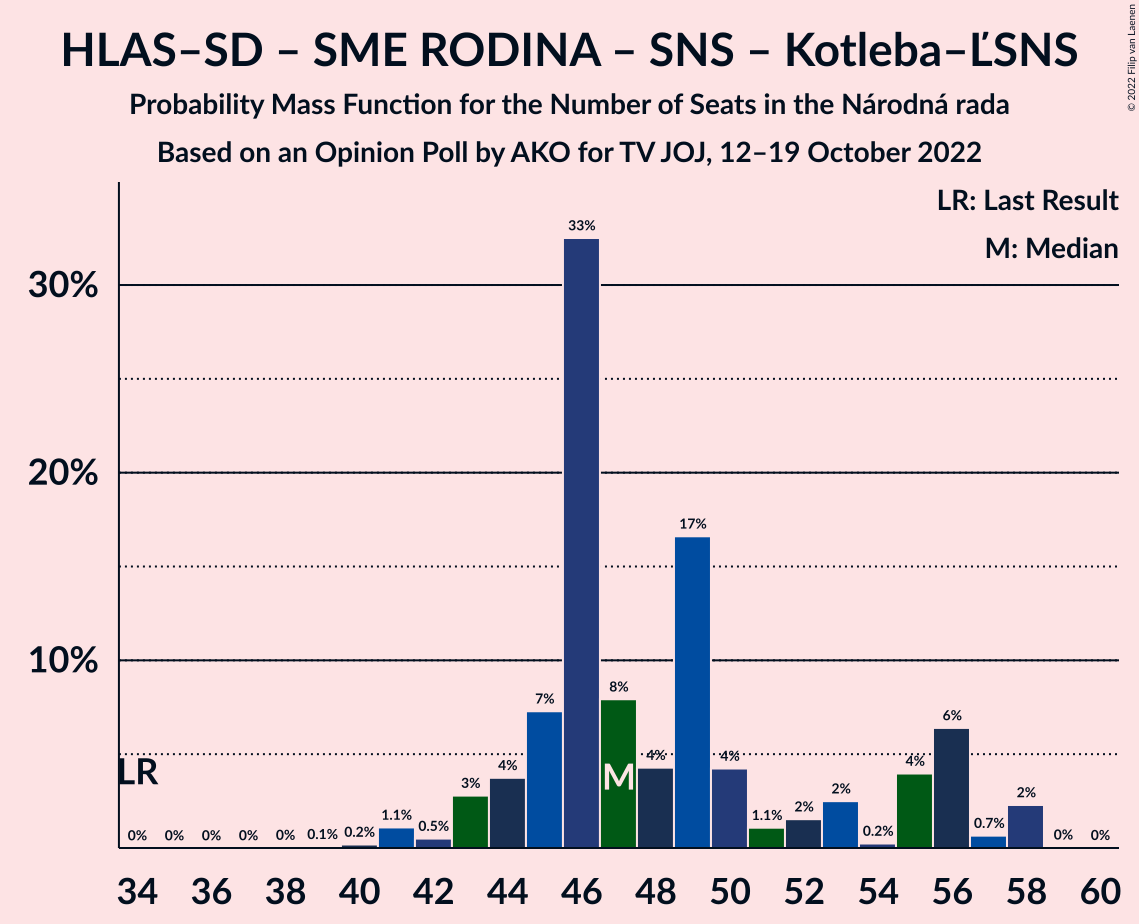 HLAS–SD – SME RODINA – SNS – Kotleba–ĽSNS
Probability Mass Function for the Number of Seats in the Národná rada
Based on an Opinion Poll by AKO for TV JOJ, 12–19 October 2022
© 2022 Filip van Laenen
LR: Last Result
M: Median
30%
20%
10%
LR
M
0% 0% 0% 0% 0% 0.1% 0.2% 1.1% 0.5% 3% 4% 7% 33% 8% 4% 17% 4% 1.1% 2% 2% 0.2% 4% 6% 0.7% 2% 0% 0%
34 36 38 40 42 44 46 48 50 52 54 56 58 60